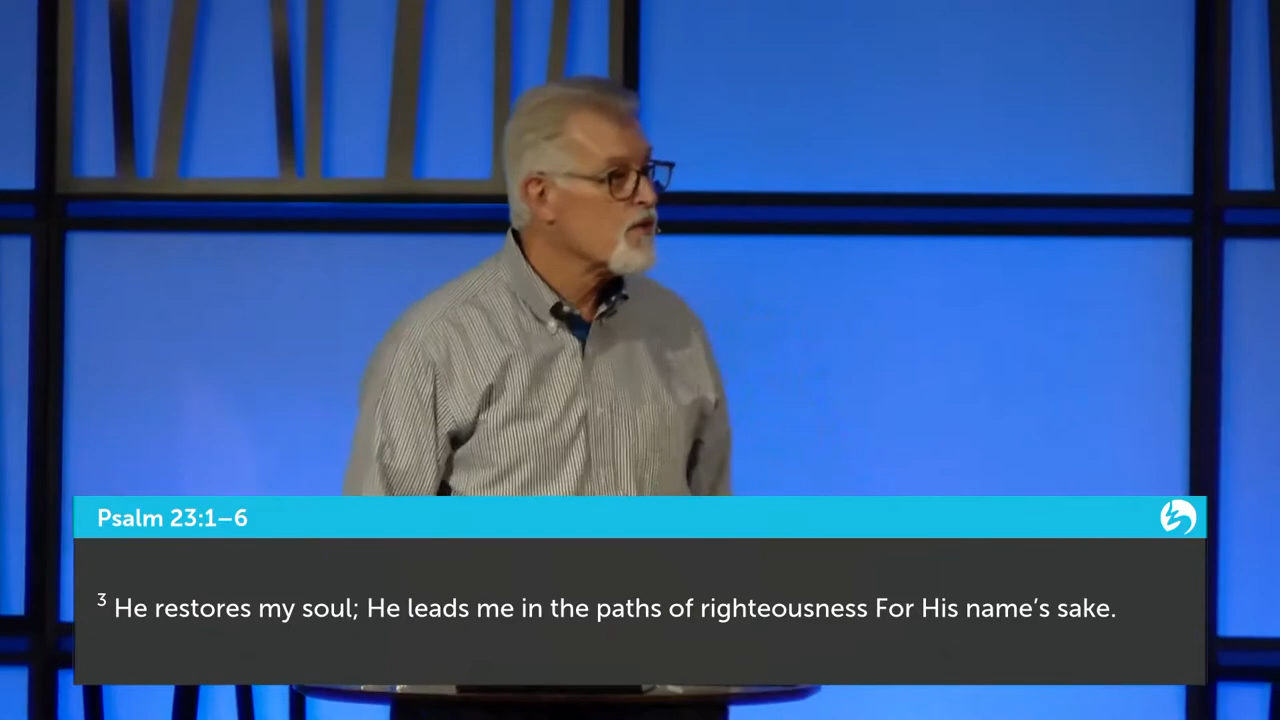 Psalm 23:1–6
3 He restores my soul; He leads me in the paths of righteousness For His name's sake.